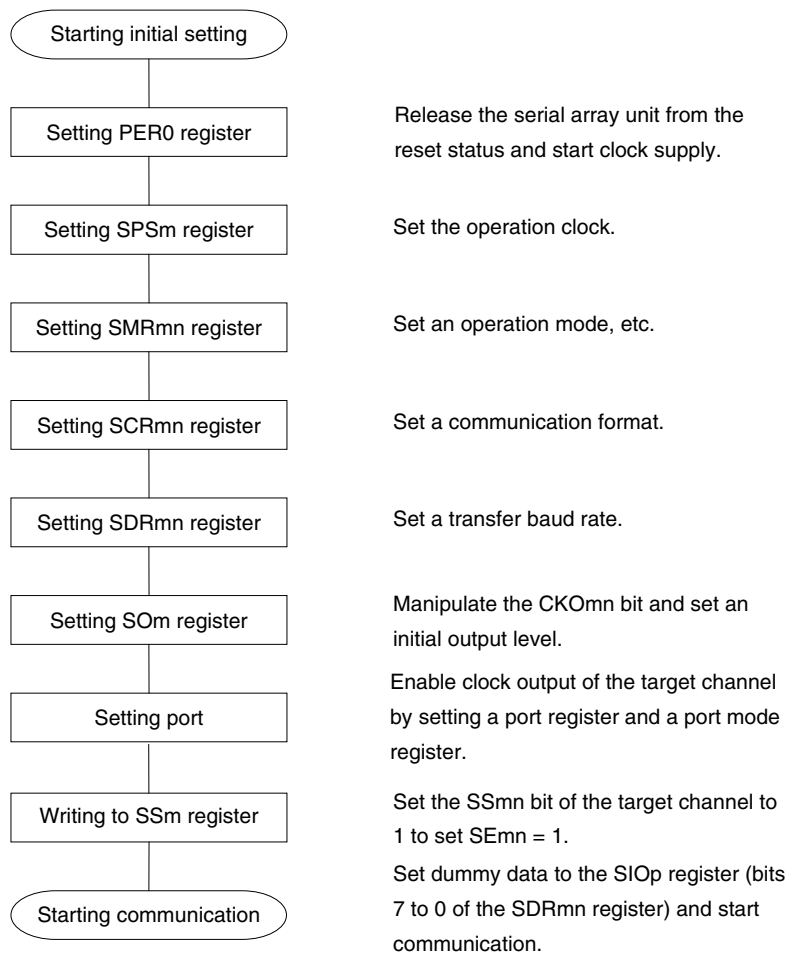 Starting initial setting
Setting PER0 register
Release the serial array unit from the
reset status and start clock supply.
Setting SPSm register
Set the operation clock.
Setting SMRmn register
Set an operation mode, etc.
Setting SCRmn register
Set a communication format.
Setting SDRmn register
Set a transfer baud rate.
Setting SOm register
Manipulate the CKOmn bit and set an
initial output level.
Setting port
Enable clock output of the target channel
by setting a port register and a port mode
register.
Writing to SSm register
Set the SSmn bit of the target channel to
1 to set SEmn = 1.
Starting communication
Set dummy data to the SIOp register (bits
7 to 0 of the SDRmn register) and start
communication.